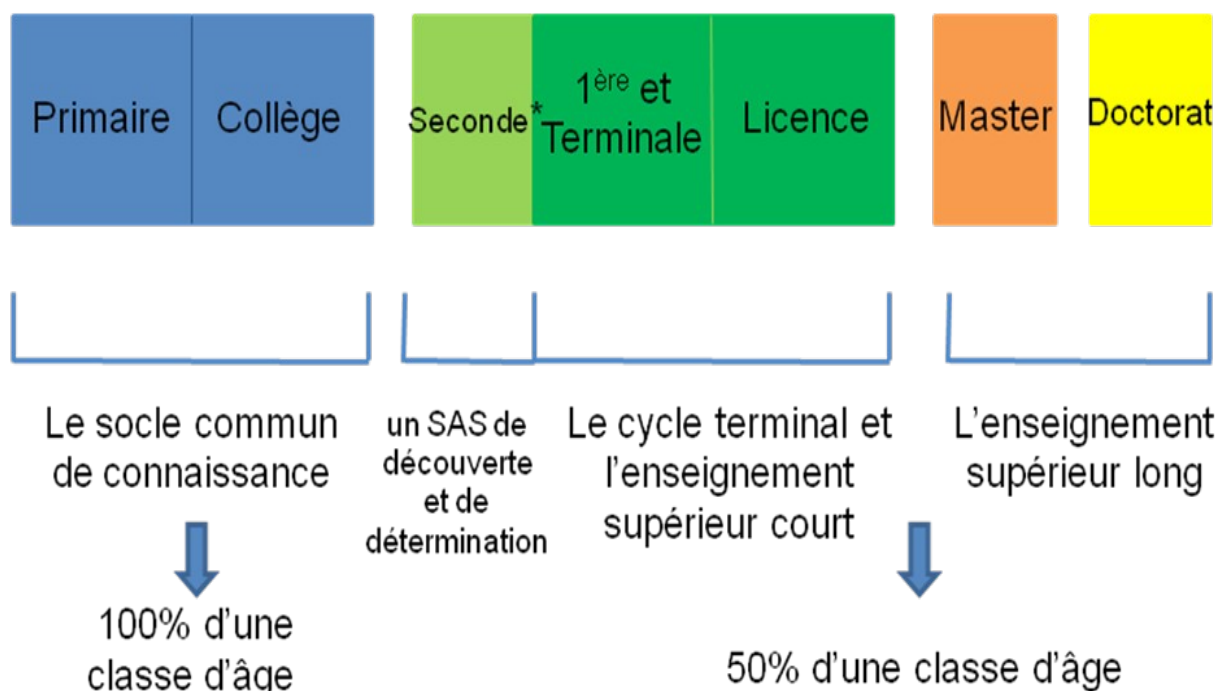 Primaire
Collège
Seconde*
1ère et
Terminale
Licence
Master
Doctorat
Le socle commun
de connaissance
un SAS de
découverte
et de
détermination
Le cycle terminal et
l'enseignement
supérieur court
L'enseignement
supérieur long
100% d'une
classe d'âge
50% d'une classe d'âge